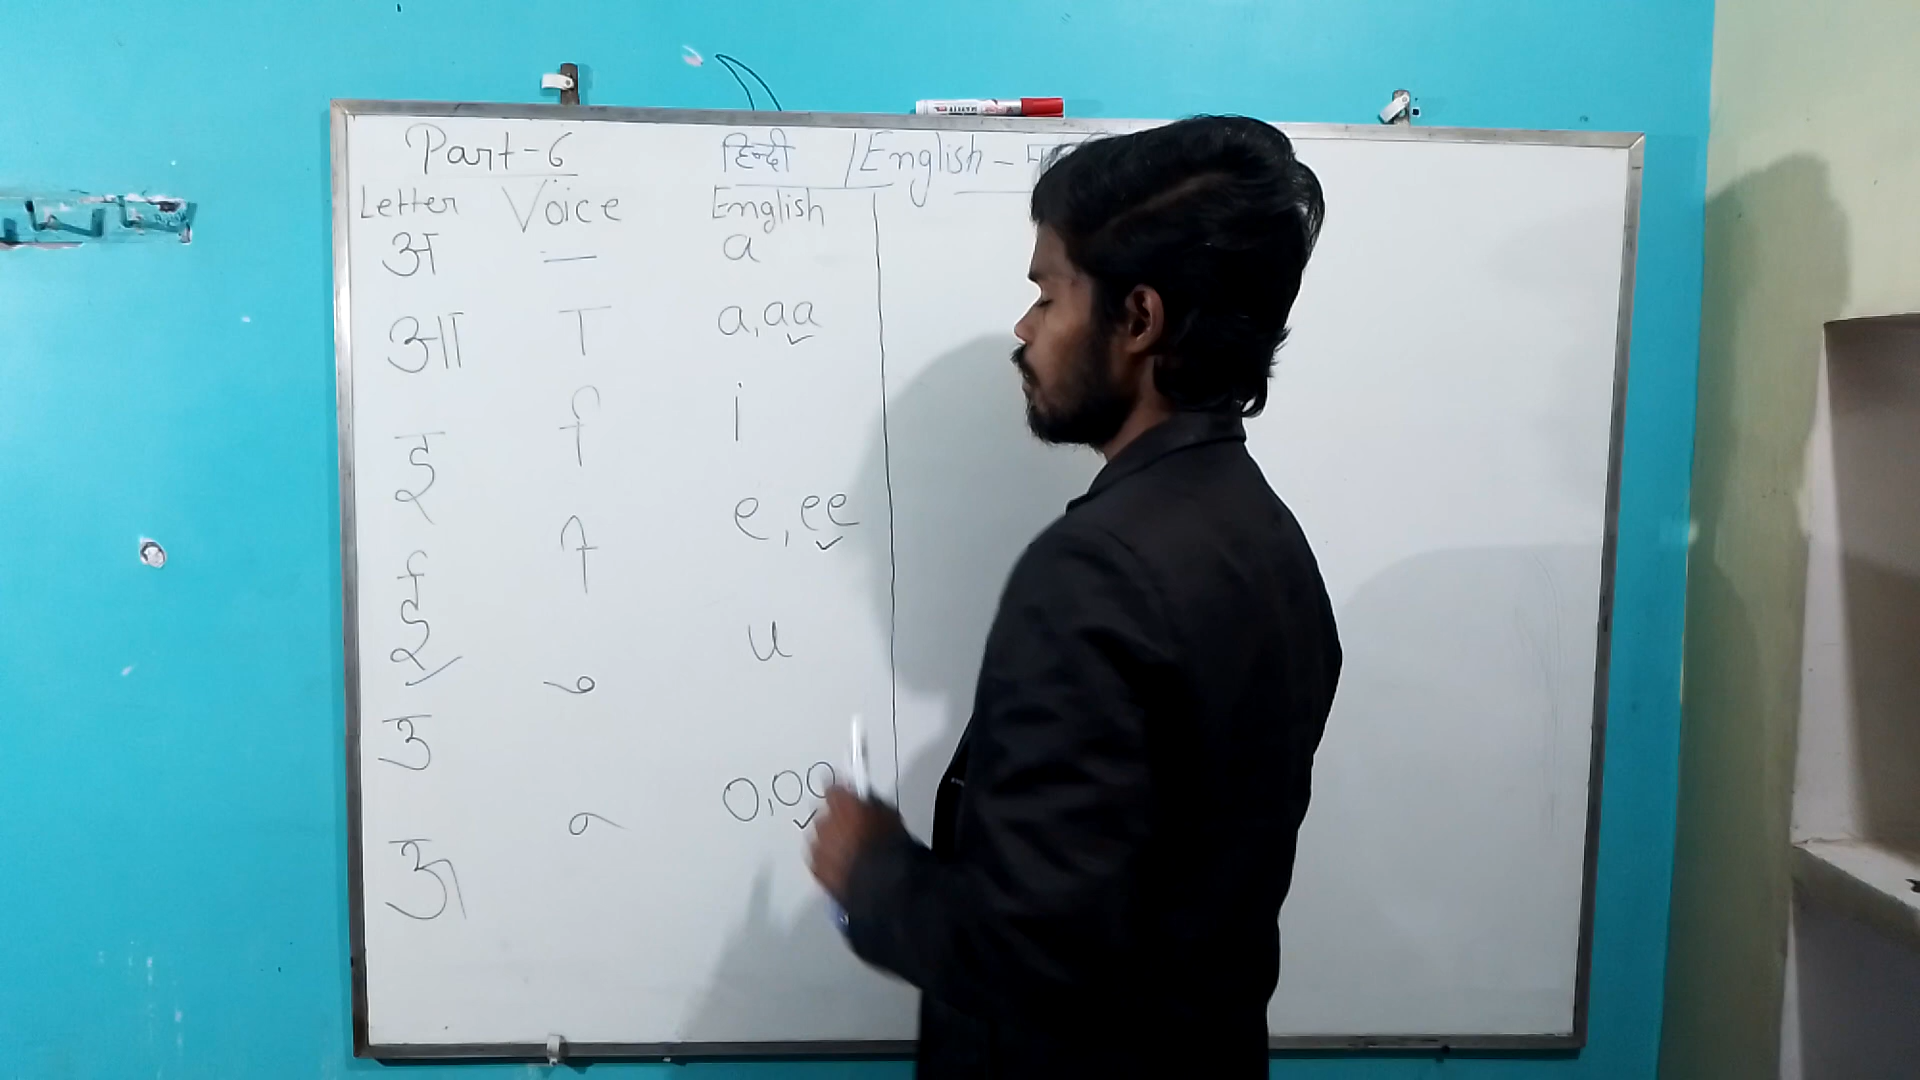 Part-6 हिन्दी / English -
Letter Voice English
अ — a
आ ा a, aa
इ ि i
ई ी e, ee
उ ु u
ऊ ू o, oo